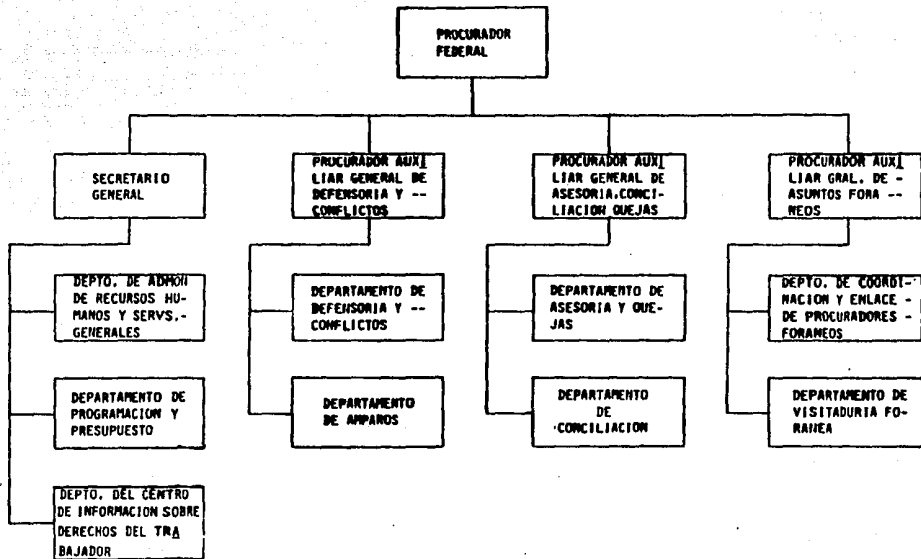 PROCURADOR
FEDERAL
SECRETARIO
GENERAL
PROCURADOR AUXI
LIAR GENERAL DE
DEFENSORIA Y --
CONFLICTOS
PROCURADOR AUXI
LIAR GENERAL DE
ASESORIA.CONCI-
LIACION QUEJAS
PROCURADOR AUXI
LIAR GRAL. DE -
ASUNTOS FORA --
NEOS
DEPTO. DE ADMON
DE RECURSOS HU-
MANOS Y SERVS.-
GENERALES
DEPARTAMENTO DE
DEFENSORIA Y --
CONFLICTOS
DEPARTAMENTO DE
ASESORIA Y QUE-
JAS
DEPTO. DE COORDI-
NACION Y ENLACE -
DE PROCURADORES -
FORANEOS
DEPARTAMENTO DE
PROGRAMACION Y
PRESUPUESTO
DEPARTAMENTO
DE AMPAROS
DEPARTAMENTO
DE
CONCILIACION
DEPARTAMENTO DE
VISITADURIA FO-
RANEA
DEPTO. DEL CENTRO
DE INFORMACION SOBRE
DERECHOS DEL TRA
BAJADOR